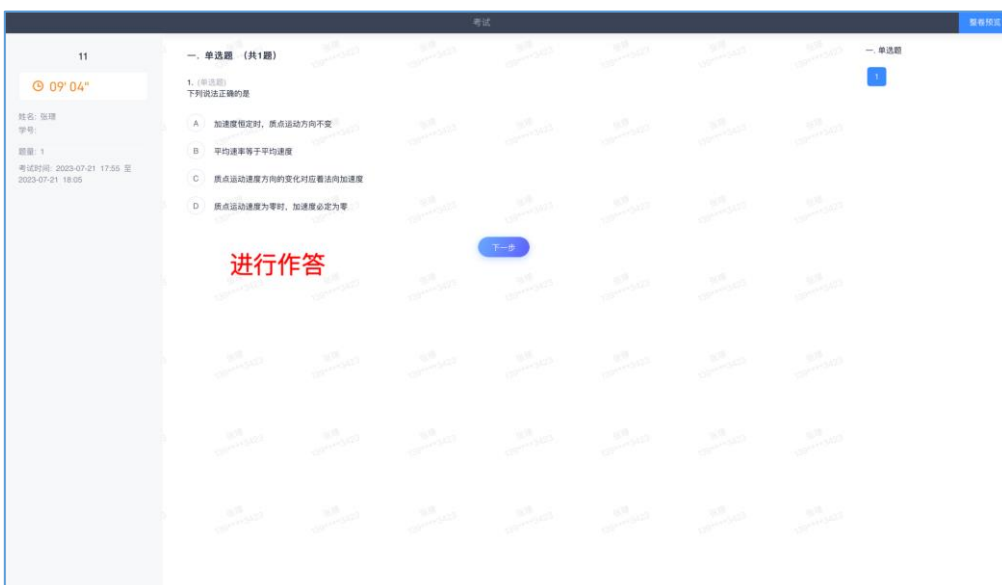 考试
整卷预览
11
09' 04"
姓名: 张璟
学号:
题量: 1
考试时间: 2023-07-21 17:55 至
2023-07-21 18:05
一. 单选题 (共1题)
1. (单选题)
下列说法正确的是
A 加速度恒定时，质点运动方向不变
B 平均速率等于平均速度
C 质点运动速度方向的变化对应着法向加速度
D 质点运动速度为零时，加速度必定为零
下一步
进行作答
一. 单选题
1